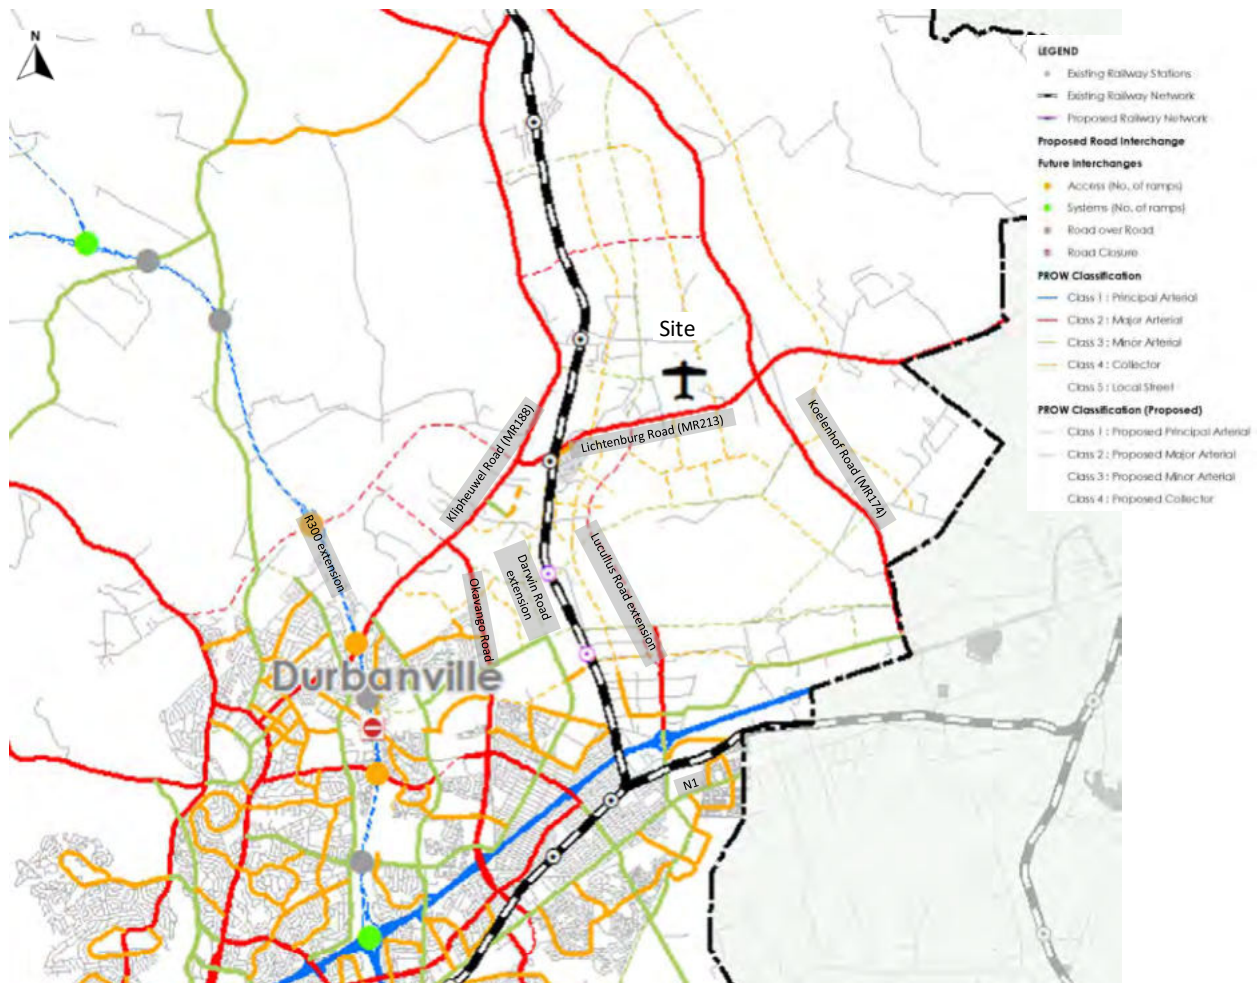 N
LEGEND
Existing Railway Stations
Existing Railway Network
Proposed Railway Network
Proposed Road Interchange
Future Interchanges
Access (No. of ramps)
Systems (No. of ramps)
Road over Road
Road Closure
PROW Classification
Class 1 : Principal Arterial
Class 2 : Major Arterial
Class 3 : Minor Arterial
Class 4 : Collector
Class 5 : Local Street
PROW Classification (Proposed)
Class 1 : Proposed Principal Arterial
Class 2 : Proposed Major Arterial
Class 3 : Proposed Minor Arterial
Class 4 : Proposed Collector
Site
Klipheuwel Road (MR188)
Lichtenburg Road (MR213)
Koelenhof Road (MR174)
R300 extension
Okavango Road
Darwin Road
extension
Lucullus Road extension
Durbanville
N1